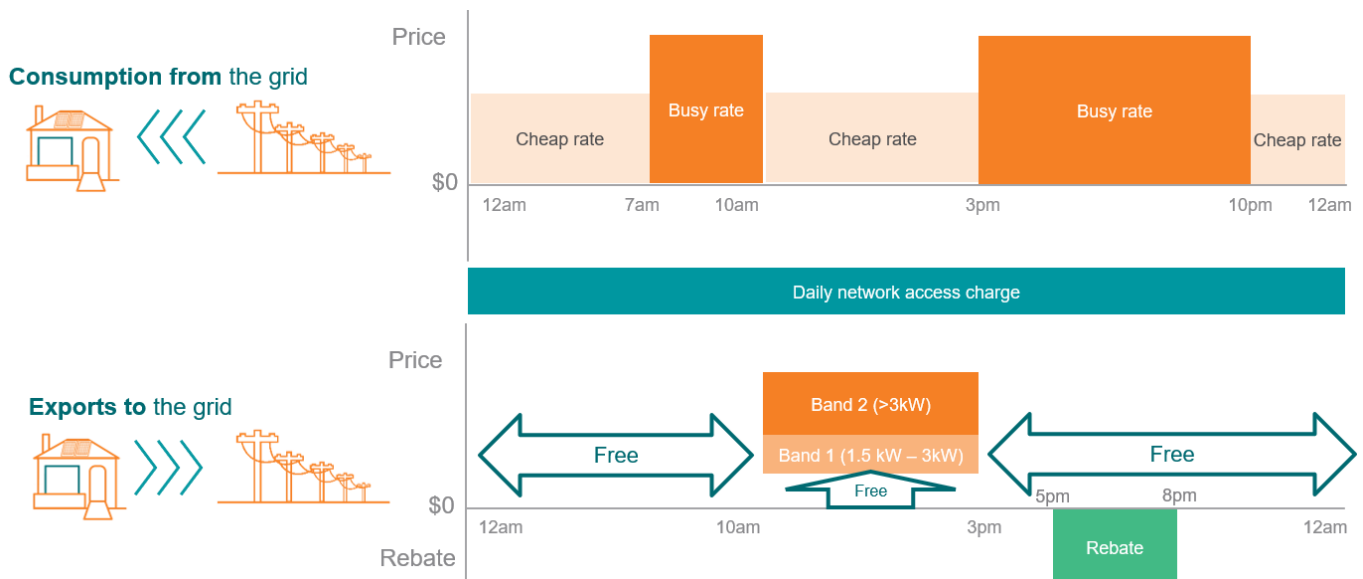 Price
Consumption from the grid
Busy rate
Busy rate
Cheap rate
Cheap rate
Cheap rate
$0
12am
7am
10am
3pm
10pm
12am
Daily network access charge
Price
Exports to the grid
Band 2 (>3kW)
Free
Band 1 (1.5 kW – 3kW)
Free
Free
5pm
8pm
$0
12am
10am
3pm
12am
Rebate
Rebate